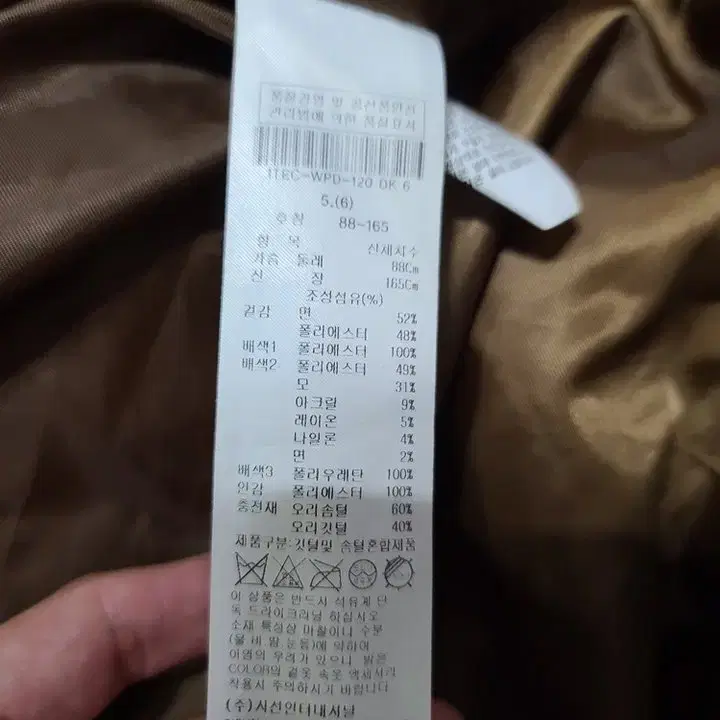 품질경영 및 공산품안전
관리법에 의한 품질표시
1TEC-WPD-120 DK 6
5.(6)
호칭 88-165
항 목 신체치수
가슴 둘레 88Cm
신 장 165Cm
조성섬유(%)
겉감 면 52%
폴리에스터 48%
배색1 폴리에스터 100%
배색2 폴리에스터 49%
모 31%
아크릴 9%
레이온 5%
나일론 4%
면 2%
배색3 폴리우레탄 100%
안감 폴리에스터 100%
충전재 오리솜털 60%
오리깃털 40%
제품구분:깃털및 솜털혼합제품
이 상품은 반드시 석유계 단
독 드라이크리닝 하십시오
소재 특성상 마찰이나 수분
(물 비 땀 눈등)에 약하며
이염의 우려가 있으니 밝은
COLOR의 겉옷 속옷 액세서리
착용시 주의하시기 바랍니다
(주)시선인터내셔날